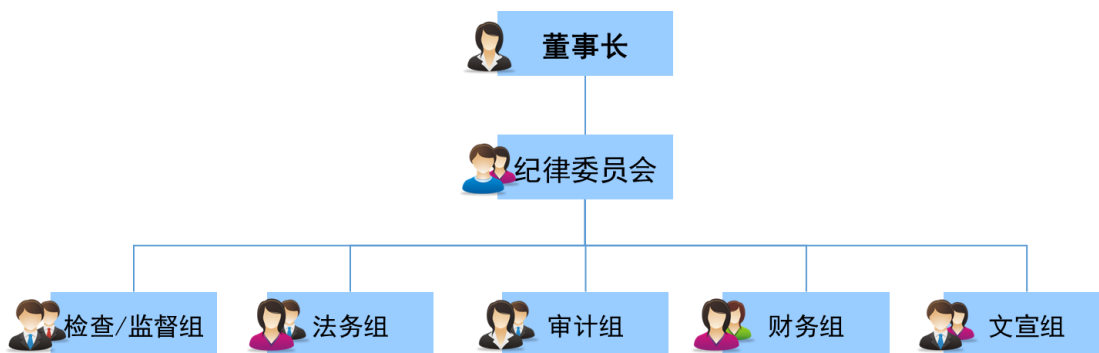 董事长
纪律委员会
检查/监督组
法务组
审计组
财务组
文宣组